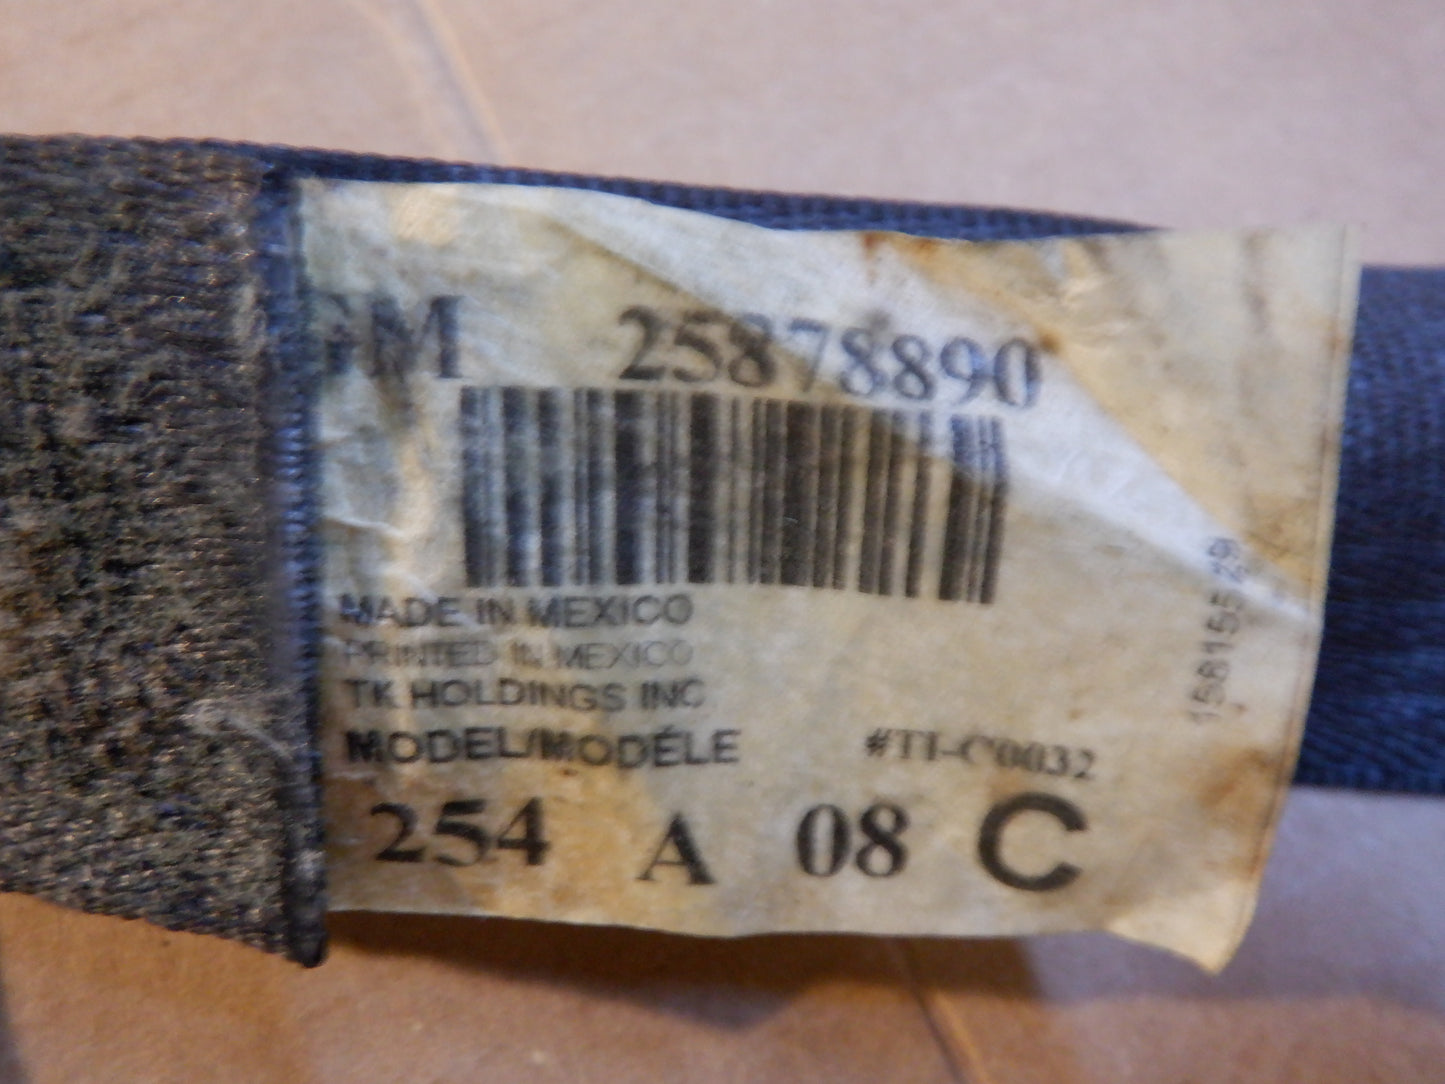 GM 25878890
MADE IN MEXICO
PRINTED IN MEXICO
TK HOLDINGS INC
MODEL/MODÉLE #TI-C0032
254 A 08 C